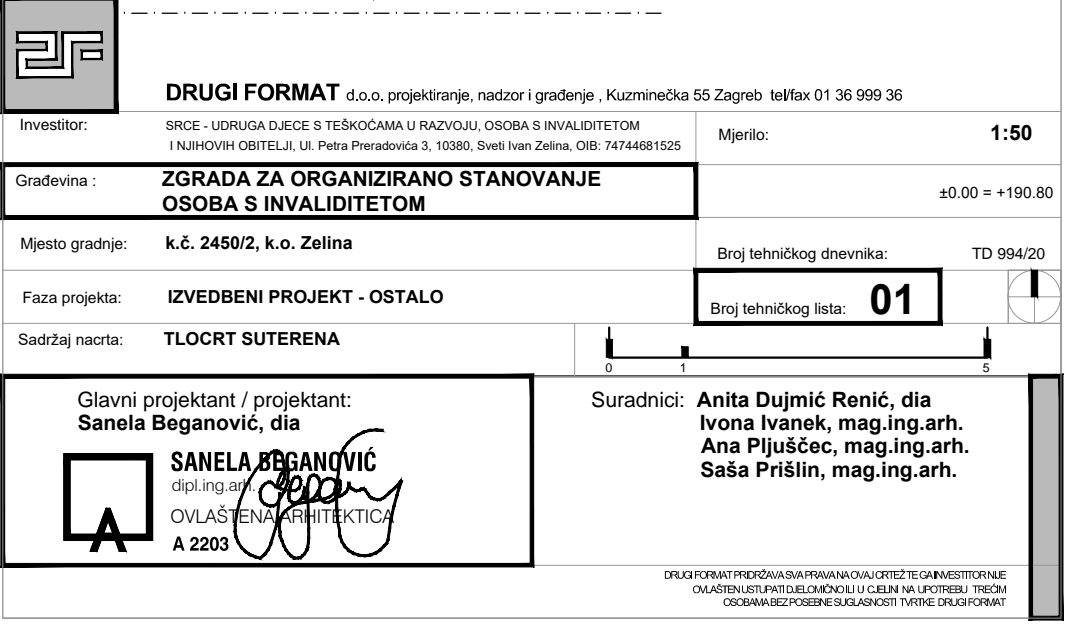 DRUGI FORMAT d.o.o. projektiranje, nadzor i građenje , Kuzminečka 55 Zagreb tel/fax 01 36 999 36
Investitor: SRCE - UDRUGA DJECE S TEŠKOĆAMA U RAZVOJU, OSOBA S INVALIDITETOM
I NJIHOVIH OBITELJI, Ul. Petra Preradovića 3, 10380, Sveti Ivan Zelina, OIB: 74744681525
Mjerilo: 1:50
Građevina : ZGRADA ZA ORGANIZIRANO STANOVANJE
OSOBA S INVALIDITETOM
±0.00 = +190.80
Mjesto gradnje: k.č. 2450/2, k.o. Zelina
Broj tehničkog dnevnika: TD 994/20
Faza projekta: IZVEDBENI PROJEKT - OSTALO
Broj tehničkog lista: 01
Sadržaj nacrta: TLOCRT SUTERENA
0 1 5
Glavni projektant / projektant:
Sanela Beganović, dia
SANELA BEGANOVIĆ
dipl.ing.arh.
OVLAŠTENA ARHITEKTICA
A 2203
Suradnici: Anita Dujmić Renić, dia
Ivona Ivanek, mag.ing.arh.
Ana Pljuščec, mag.ing.arh.
Saša Prišlin, mag.ing.arh.
DRUGI FORMAT PRIDRŽAVA SVA PRAVA NA OVAJ CRTEŽ TE GA INVESTITOR NIJE
OVLAŠTEN USTUPATI DJELOMIČNO ILI U CJELINI NA UPOTREBU TREĆIM
OSOBAMA BEZ POSEBNE SUGLASNOSTI TVRTKE DRUGI FORMAT